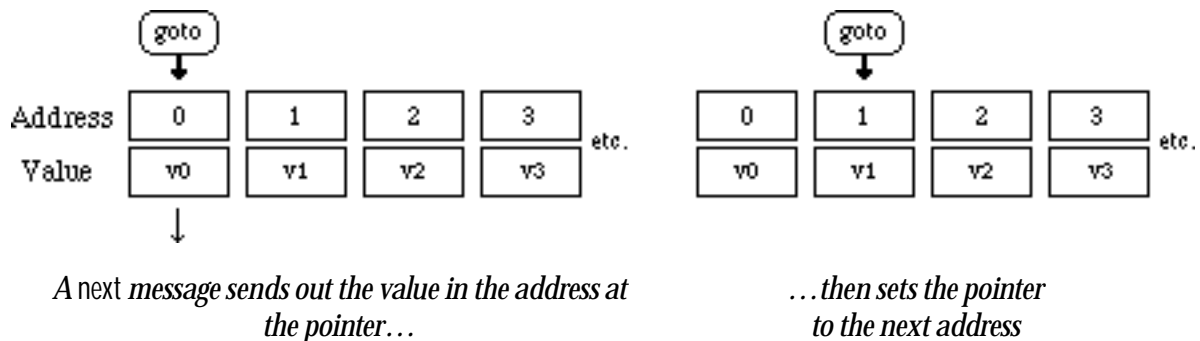 goto
Address 0 1 2 3 etc.
Value v0 v1 v2 v3
A next message sends out the value in the address at
the pointer...
goto
0 1 2 3 etc.
v0 v1 v2 v3
...then sets the pointer
to the next address